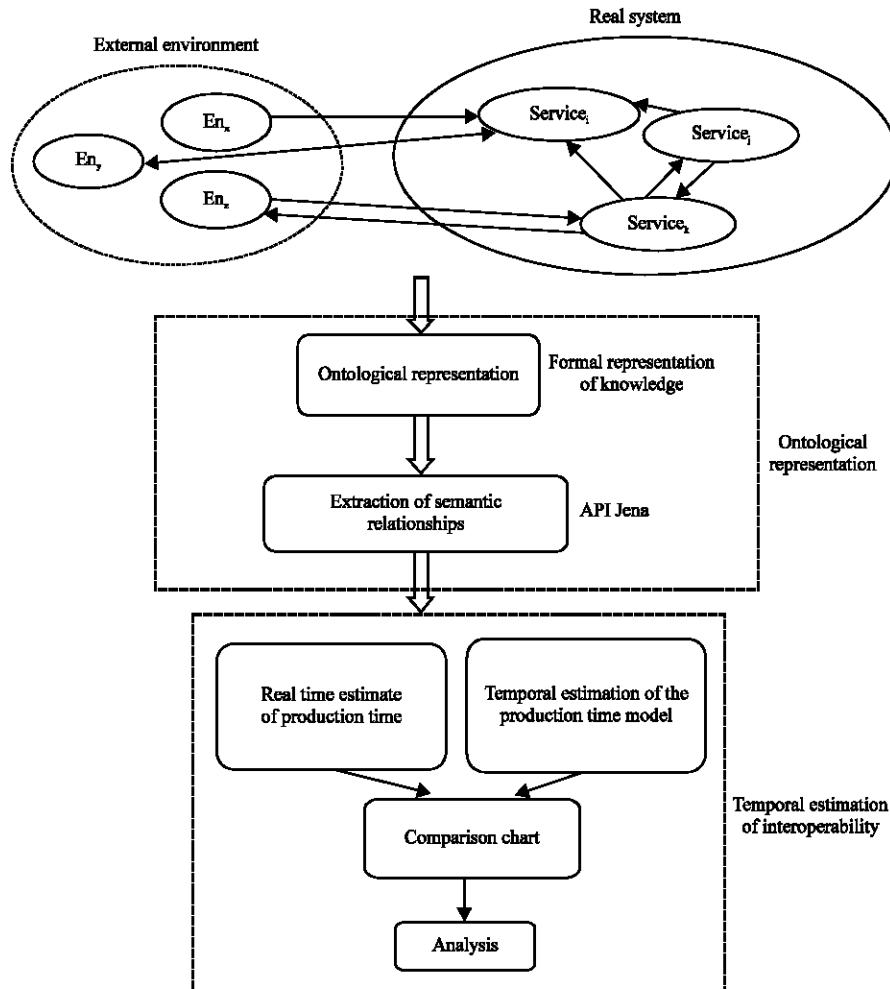 Real system
External environment
Enₓ
Serviceᵢ
Serviceⱼ
Enᵧ
En_z
Serviceₖ
Ontological representation
Formal representation
of knowledge
Ontological
representation
Extraction of semantic
relationships
API Jena
Real time estimate
of production time
Temporal estimation of the
production time model
Temporal estimation
of interoperability
Comparison chart
Analysis